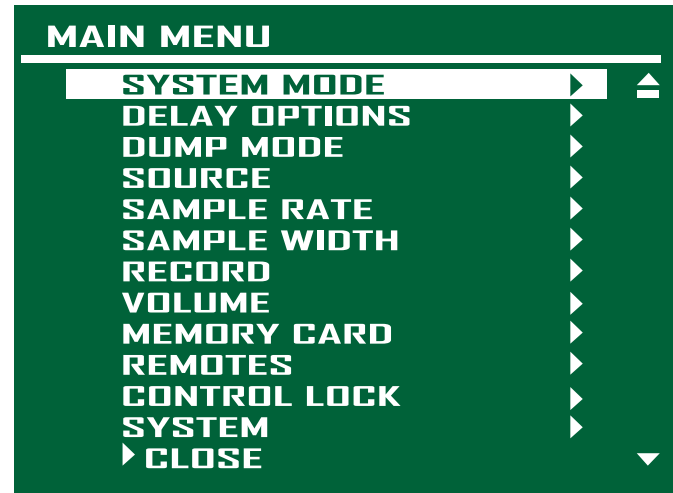 MAIN MENU
SYSTEM MODE
DELAY OPTIONS
DUMP MODE
SOURCE
SAMPLE RATE
SAMPLE WIDTH
RECORD
VOLUME
MEMORY CARD
REMOTES
CONTROL LOCK
SYSTEM
CLOSE